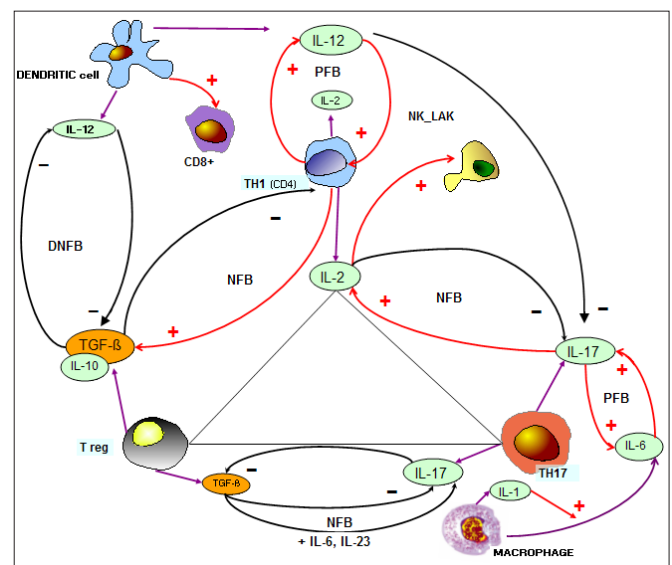 IL-12
DENDRITIC cell
+
+
PFB
IL-2
NK_LAK
IL-12
CD8+
+
-
TH1 (CD4)
+
-
DNFB
NFB
IL-2
NFB
-
+
-
-
+
TGF-ß
IL-17
IL-10
+
PFB
+
T reg
IL-6
-
IL-17
TH17
TGF-ß
-
IL-1
+
NFB
+ IL-6, IL-23
MACROPHAGE